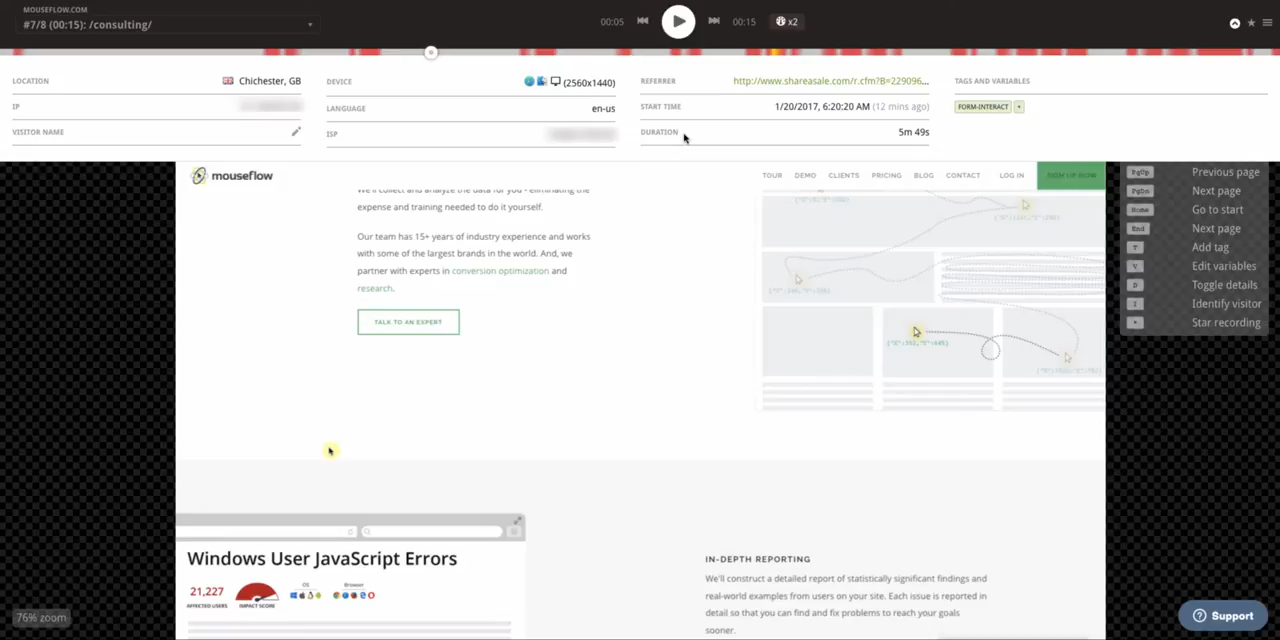 MOUSEFLOW.COM
#7/8 (00:15): /consulting/
00:05
00:15
x2
LOCATION
Chichester, GB
IP
VISITOR NAME
DEVICE
(2560x1440)
LANGUAGE
en-us
ISP
REFERRER
http://www.shareasale.com/r.cfm?B=229096...
START TIME
1/20/2017, 6:20:20 AM (12 mins ago)
DURATION
5m 49s
TAGS AND VARIABLES
FORM-INTERACT
+
mouseflow
TOUR
DEMO
CLIENTS
PRICING
BLOG
CONTACT
LOG IN
SIGN UP NOW
We'll collect and analyze the data for you - eliminating the
expense and training needed to do it yourself.
Our team has 15+ years of industry experience and works
with some of the largest brands in the world. And, we
partner with experts in conversion optimization and
research.
TALK TO AN EXPERT
PgUp Previous page
PgDn Next page
Home Go to start
End Next page
T Add tag
V Edit variables
D Toggle details
I Identify visitor
* Star recording
Windows User JavaScript Errors
21,227
AFFECTED USERS
IMPACT SCORE
OS
Browser
IN-DEPTH REPORTING
We'll construct a detailed report of statistically significant findings and
real-world examples from users on your site. Each issue is reported in
detail so that you can find and fix problems to reach your goals
sooner.
76% zoom
Support